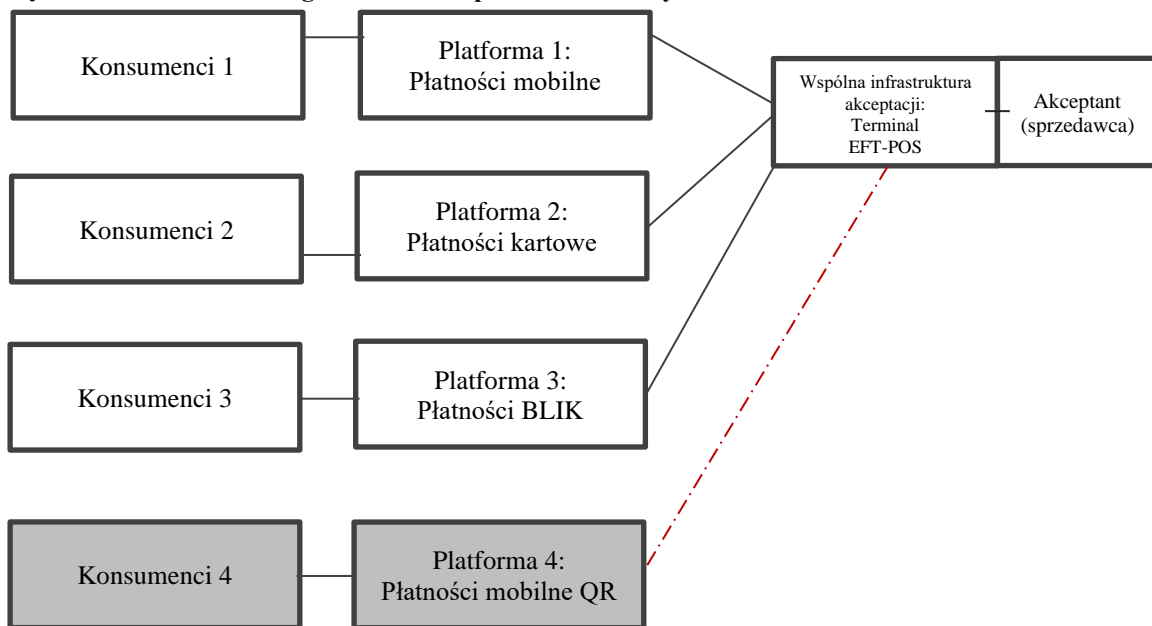 Konsumenci 1
Platforma 1:
Płatności mobilne
Wspólna infrastruktura
akceptacji:
Terminal
EFT-POS
Akceptant
(sprzedawca)
Konsumenci 2
Platforma 2:
Płatności kartowe
Konsumenci 3
Platforma 3:
Płatności BLIK
Konsumenci 4
Platforma 4:
Płatności mobilne QR